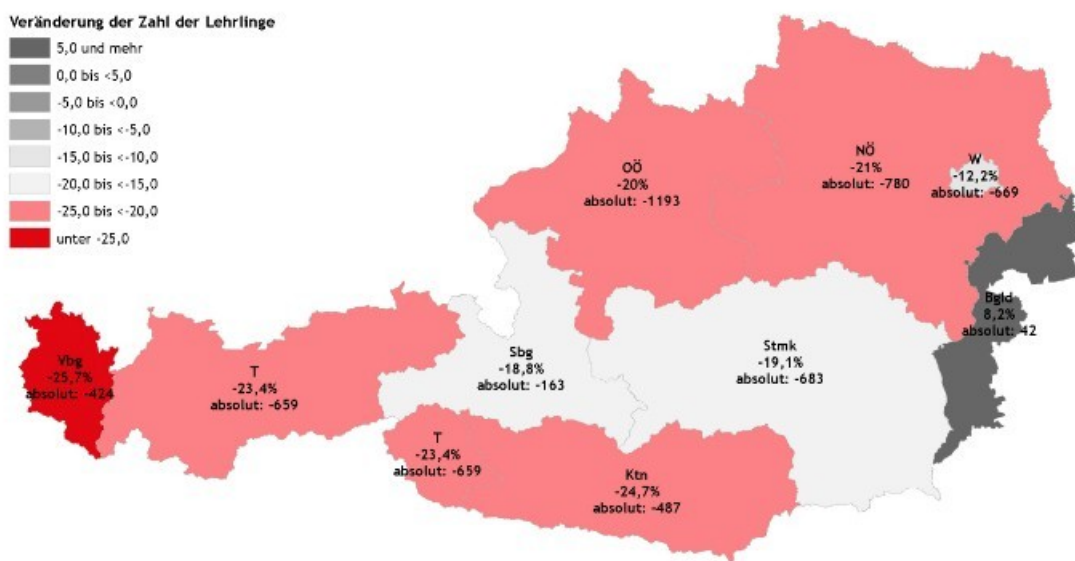 Veränderung der Zahl der Lehrlinge
5,0 und mehr
0,0 bis <5,0
-5,0 bis <0,0
-10,0 bis <-5,0
-15,0 bis <-10,0
-20,0 bis <-15,0
-25,0 bis <-20,0
unter -25,0
OÖ
-20%
absolut: -1193
NÖ
-21%
absolut: -780
W
-12,2%
absolut: -669
Bgld
8,2%
absolut: 42
Vbg
-25,7%
absolut: -424
T
-23,4%
absolut: -659
Sbg
-18,8%
absolut: -163
Stmk
-19,1%
absolut: -683
T
-23,4%
absolut: -659
Ktn
-24,7%
absolut: -487